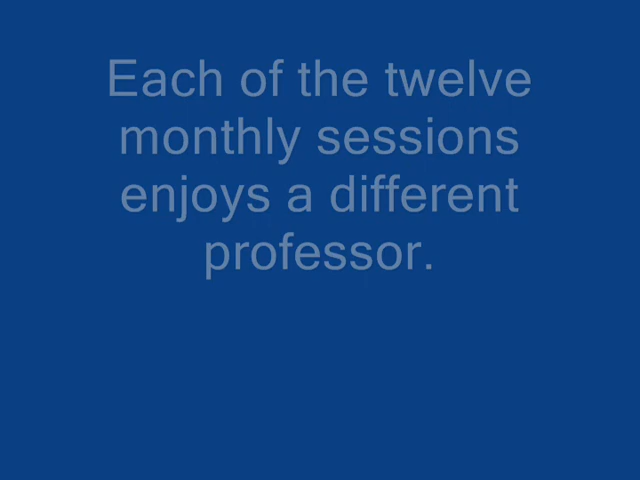 Each of the twelve
monthly sessions
enjoys a different
professor.